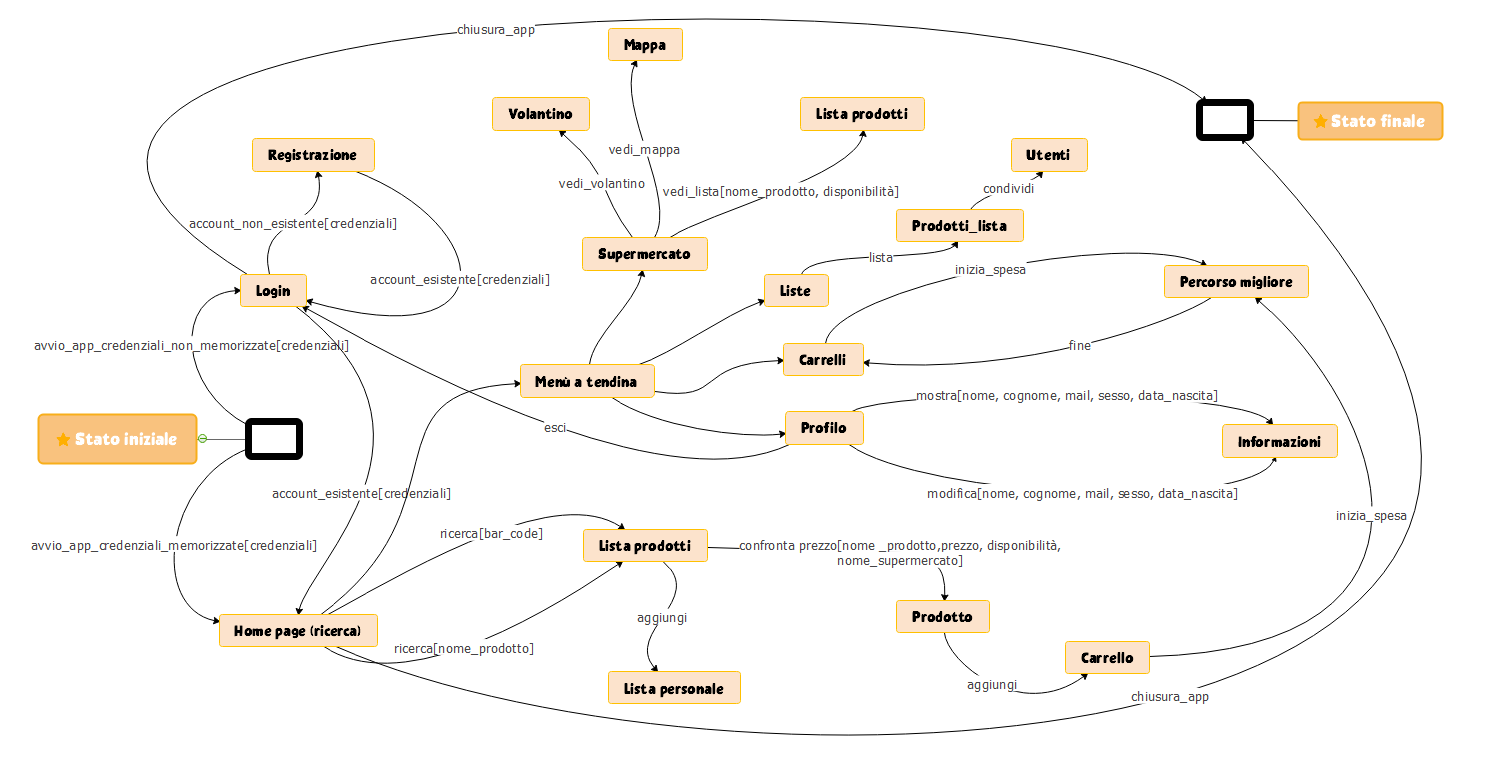 chiusura_app
Mappa
Volantino
Lista prodotti
Stato finale
vedi_mappa
Registrazione
Utenti
vedi_volantino
vedi_lista[nome_prodotto, disponibilità]
condividi
account_non_esistente[credenziali]
Prodotti_lista
Supermercato
lista
inizia_spesa
account_esistente[credenziali]
Percorso migliore
Login
Liste
avvio_app_credenziali_non_memorizzate[credenziali]
fine
Carrelli
Menù a tendina
mostra[nome, cognome, mail, sesso, data_nascita]
esci
Profilo
Stato iniziale
Informazioni
account_esistente[credenziali]
modifica[nome, cognome, mail, sesso, data_nascita]
inizia_spesa
ricerca[bar_code]
avvio_app_credenziali_memorizzate[credenziali]
Lista prodotti
confronta prezzo[nome _prodotto,prezzo, disponibilità,
nome_supermercato]
aggiungi
Prodotto
Home page (ricerca)
ricerca[nome_prodotto]
Carrello
Lista personale
aggiungi
chiusura_app